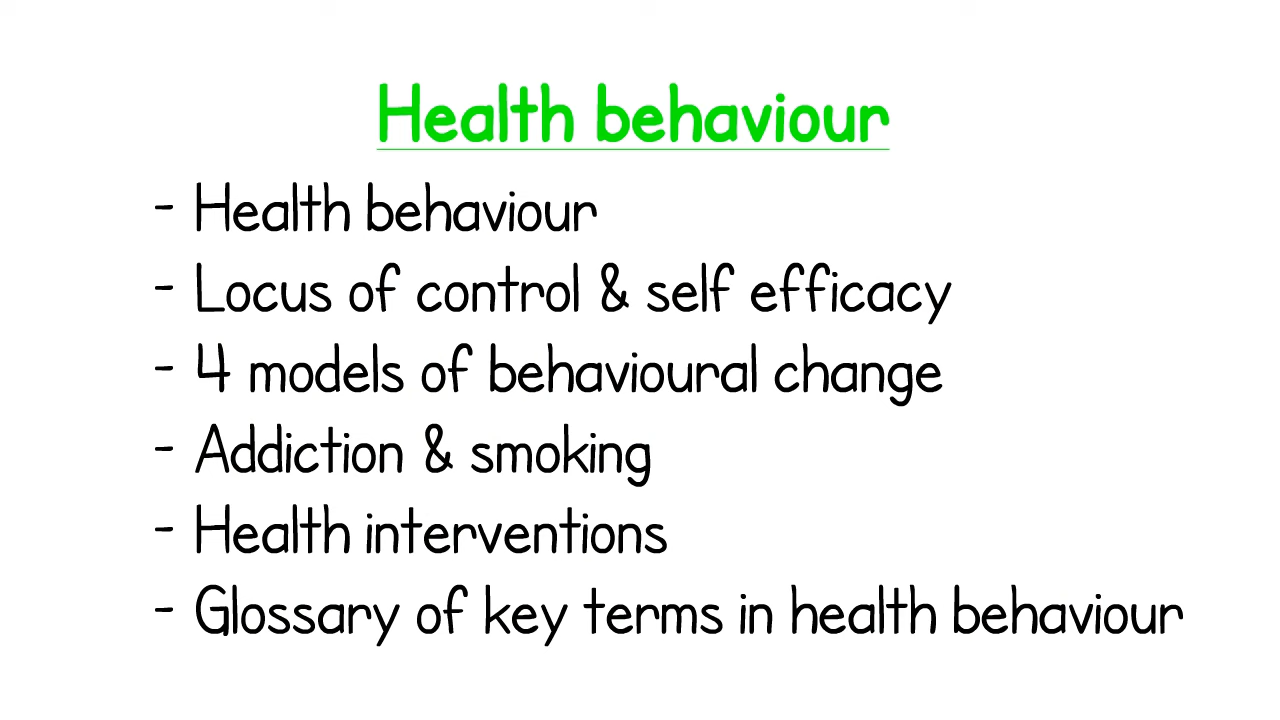 Health behaviour
- Health behaviour
- Locus of control & self efficacy
- 4 models of behavioural change
- Addiction & smoking
- Health interventions
- Glossary of key terms in health behaviour